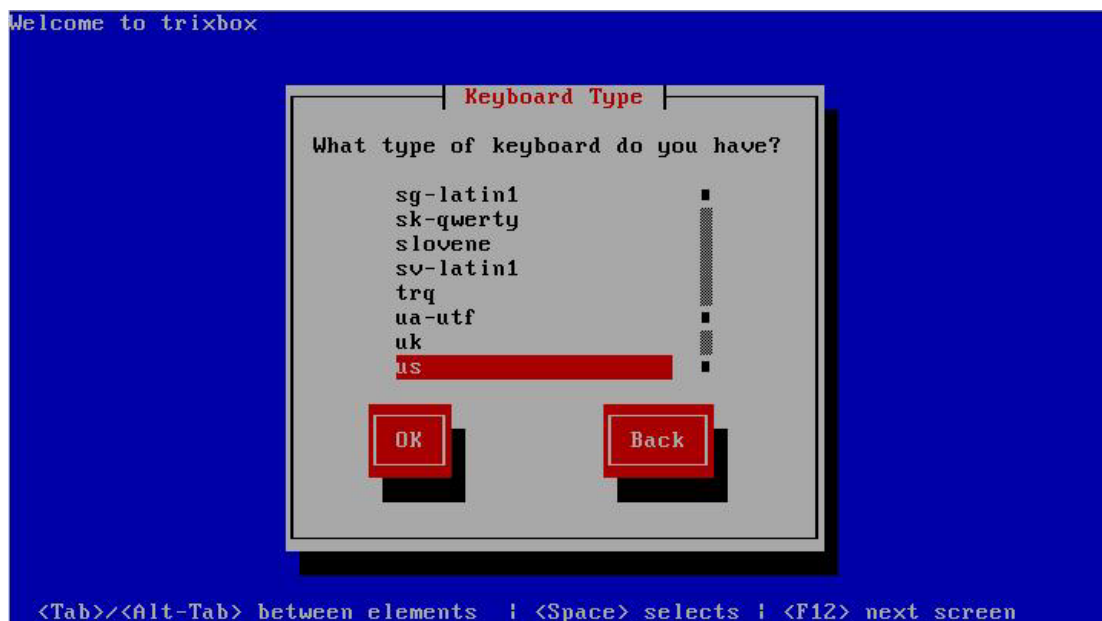 Welcome to trixbox
Keyboard Type
What type of keyboard do you have?
sg-latin1
sk-qwerty
slovene
sv-latin1
trq
ua-utf
uk
us
OK Back
<Tab>/<Alt-Tab> between elements | <Space> selects | <F12> next screen